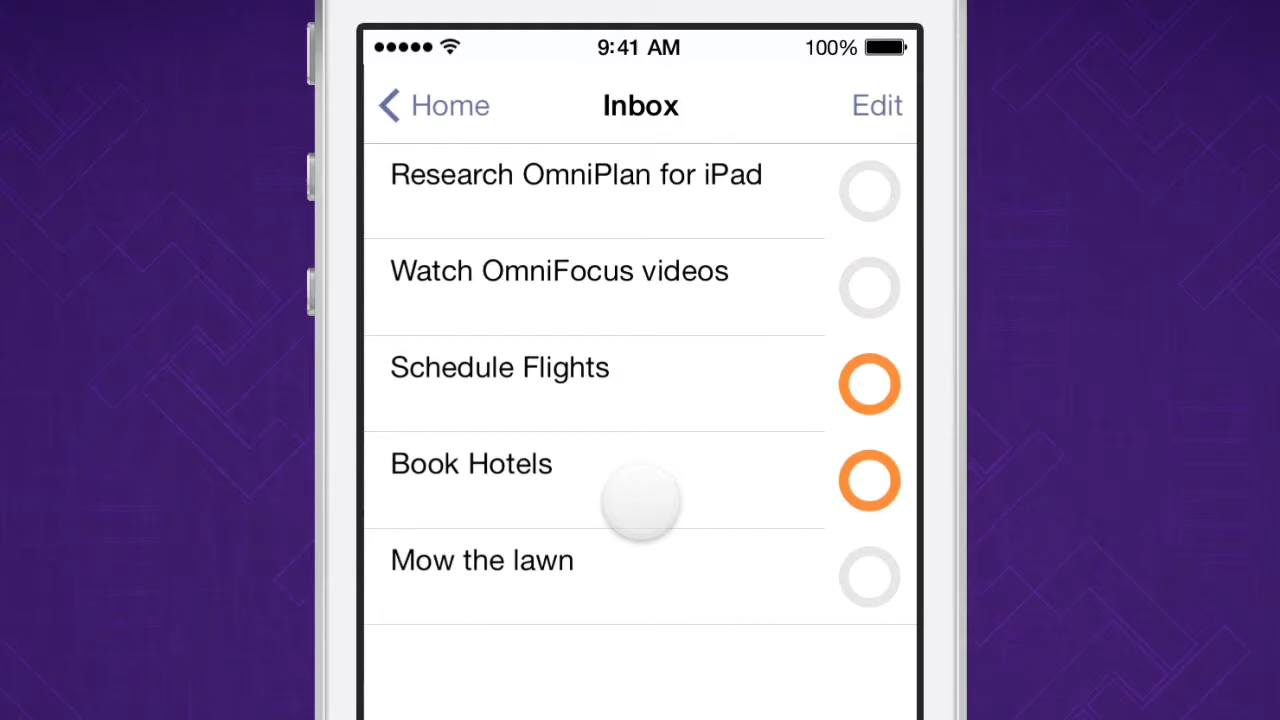 9:41 AM 100%
Home Inbox Edit
Research OmniPlan for iPad
Watch OmniFocus videos
Schedule Flights
Book Hotels
Mow the lawn